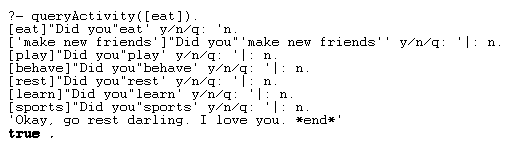 ?- queryActivity([eat]).
[eat]"Did you"eat' y/n/q: 'n.
['make new friends']"Did you"'make new friends'' y/n/q: '|: n.
[play]"Did you"play' y/n/q: '|: n.
[behave]"Did you"behave' y/n/q: '|: n.
[rest]"Did you"rest' y/n/q: '|: n.
[learn]"Did you"learn' y/n/q: '|: n.
[sports]"Did you"sports' y/n/q: '|: n.
'Okay, go rest darling. I love you. *end*'
true .